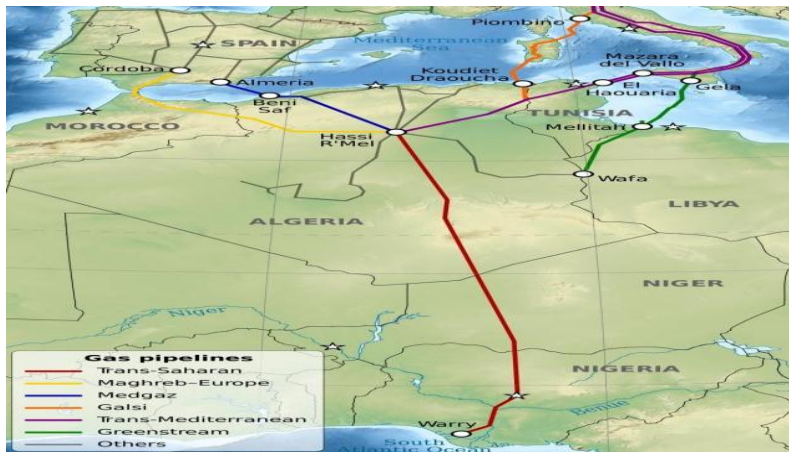 Piombino
SPAIN
Mediterranean
Sea
Cordoba
Almeria
Beni
Saf
Koudiet
Draoucha
Mazara
del Vallo
El
Haouaria
Gela
TUNISIA
MOROCCO
Hassi
R'Mel
Mellitah
Wafa
ALGERIA
LIBYA
NIGER
Niger
NIGERIA
Benue
Warry
South
Atlantic Ocean
Gas pipelines
Trans-Saharan
Maghreb–Europe
Medgaz
Galsi
Trans-Mediterranean
Greenstream
Others